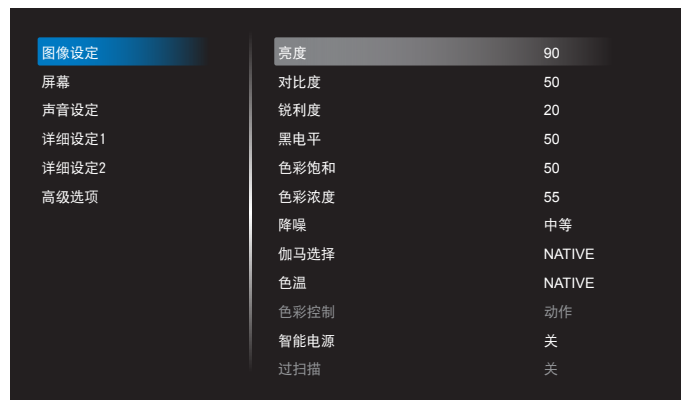 图像设定
屏幕
声音设定
详细设定1
详细设定2
高级选项
亮度 90
对比度 50
锐利度 20
黑电平 50
色彩饱和 50
色彩浓度 55
降噪 中等
伽马选择 NATIVE
色温 NATIVE
色彩控制 动作
智能电源 关
过扫描 关